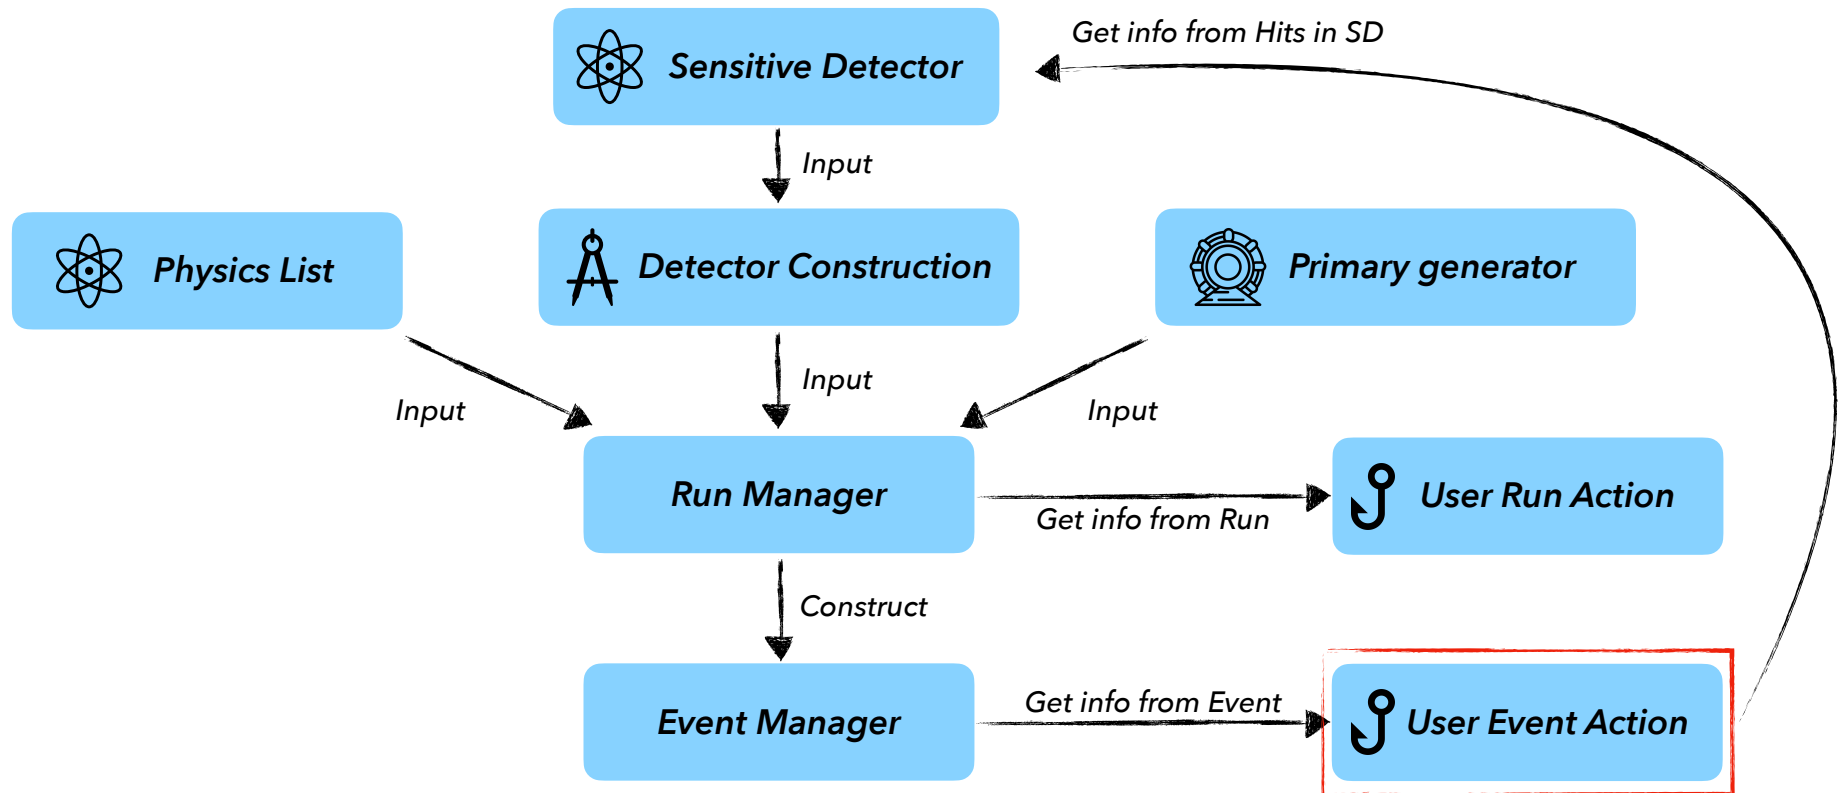 Get info from Hits in SD
Sensitive Detector
Input
Physics List
Detector Construction
Primary generator
Input
Input
Input
Run Manager
User Run Action
Get info from Run
Construct
Get info from Event
Event Manager
User Event Action